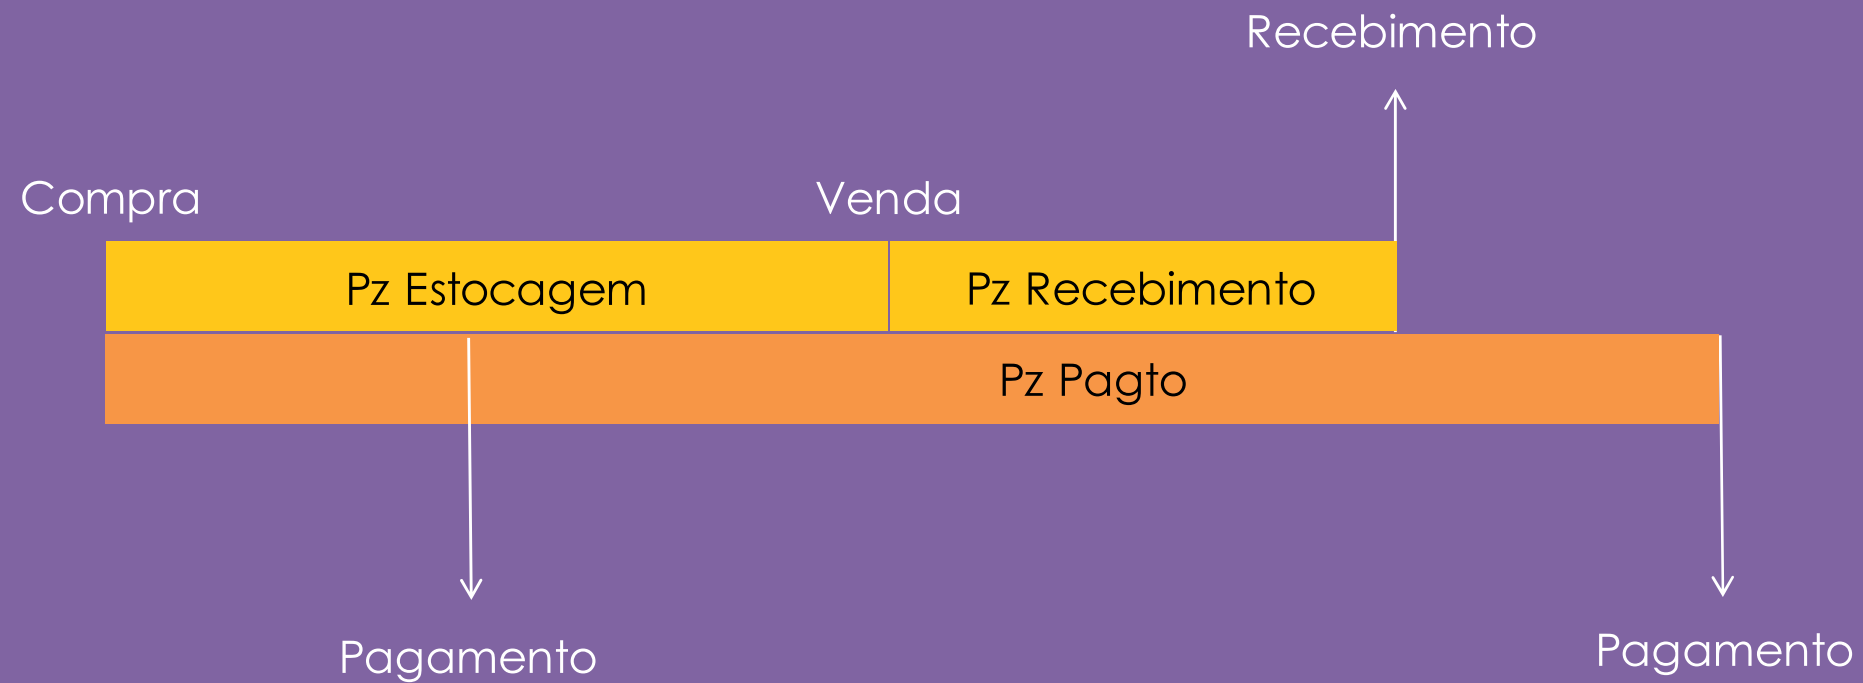 Recebimento
Compra
Venda
Pz Estocagem
Pz Recebimento
Pz Pagto
Pagamento
Pagamento